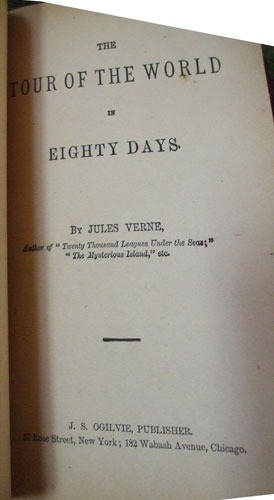 THE
TOUR OF THE WORLD
IN
EIGHTY DAYS.
BY JULES VERNE,
Author of "Twenty Thousand Leagues Under the Seas;"
"The Mysterious Island," etc.
J. S. OGILVIE, PUBLISHER.
57 Rose Street, New York; 182 Wabash Avenue, Chicago.